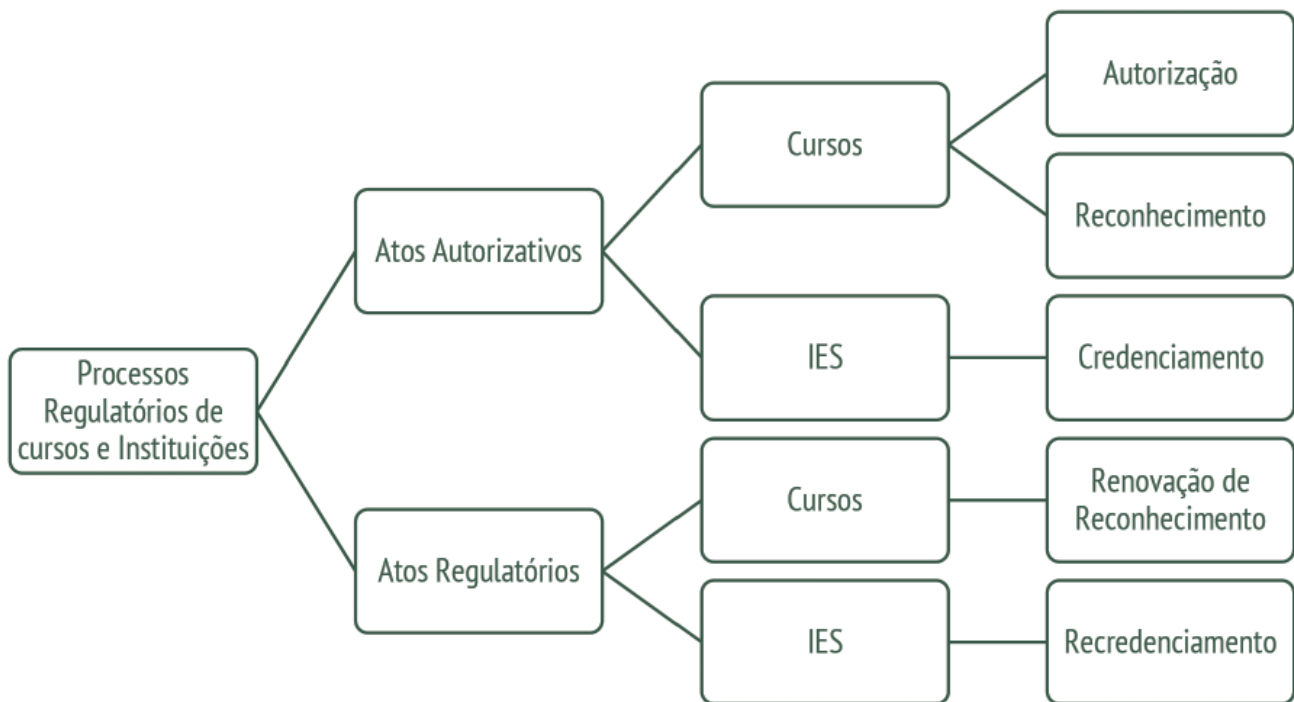 Processos
Regulatórios de
cursos e Instituições
Atos Autorizativos
Cursos
Autorização
Reconhecimento
IES
Credenciamento
Atos Regulatórios
Cursos
Renovação de
Reconhecimento
IES
Recredenciamento